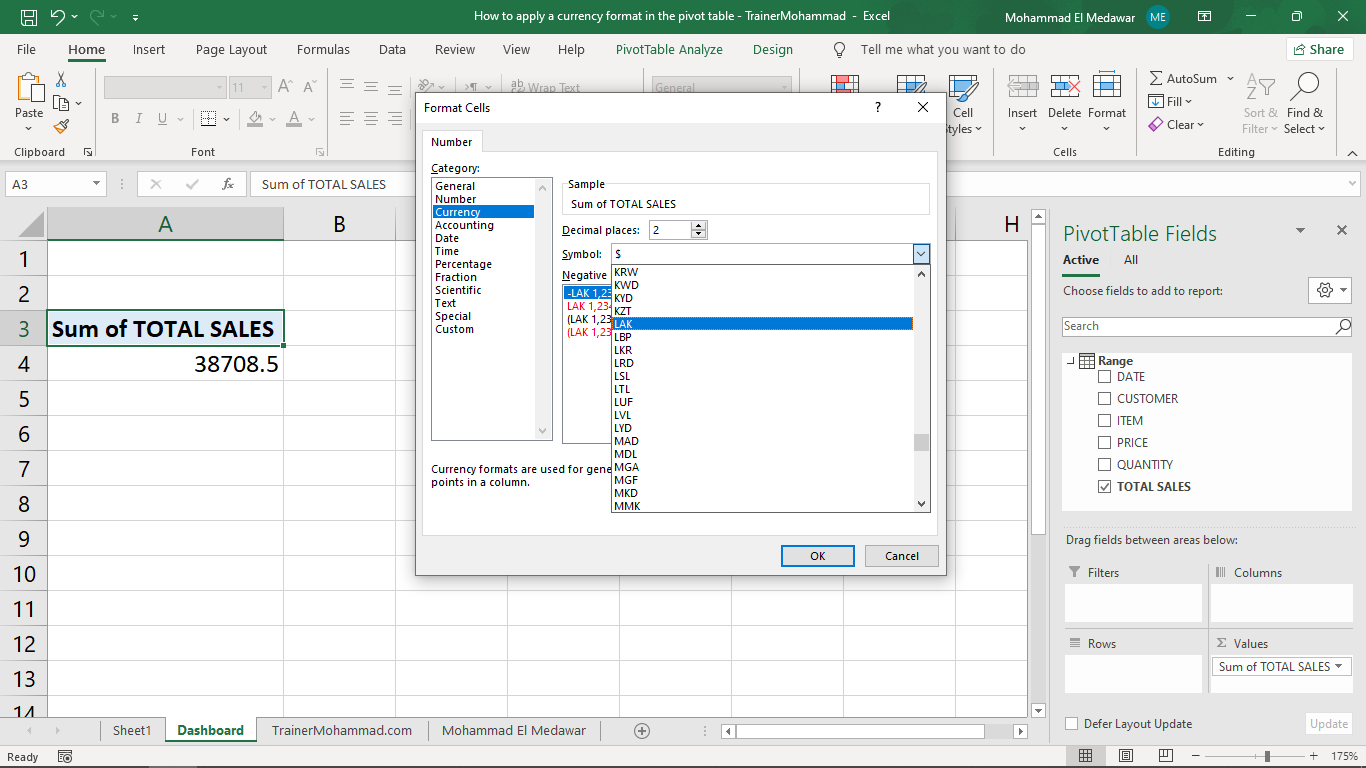 How to apply a currency format in the pivot table - TrainerMohammad - Excel
Mohammad El Medawar
ME
File Home Insert Page Layout Formulas Data Review View Help PivotTable Analyze Design Tell me what you want to do
Share
Paste
Clipboard
11
B I U
Font
A
Wrap Text
General
Cell
Styles
Insert Delete Format
Cells
AutoSum
Fill
Clear
Sort &
Filter
Find &
Select
Editing
A3
fx
Sum of TOTAL SALES
A B H
1
2
3 Sum of TOTAL SALES
4 38708.5
5
6
7
8
9
10
11
12
13
14
Format Cells
?
Number
Category:
General
Number
Currency
Accounting
Date
Time
Percentage
Fraction
Scientific
Text
Special
Custom
Sample
Sum of TOTAL SALES
Decimal places: 2
Symbol: $
Negative
-LAK 1,23
LAK 1,234
(LAK 1,23
(LAK 1,23
KRW
KWD
KYD
KZT
LAK
LBP
LKR
LRD
LSL
LTL
LUF
LVL
LYD
MAD
MDL
MGA
MGF
MKD
MMK
Currency formats are used for gene
points in a column.
OK Cancel
PivotTable Fields
Active All
Choose fields to add to report:
Search
Range
DATE
CUSTOMER
ITEM
PRICE
QUANTITY
TOTAL SALES
Drag fields between areas below:
Filters
Columns
Rows
Σ Values
Sum of TOTAL SALES
Defer Layout Update
Update
Sheet1 Dashboard TrainerMohammad.com Mohammad El Medawar
Ready
175%